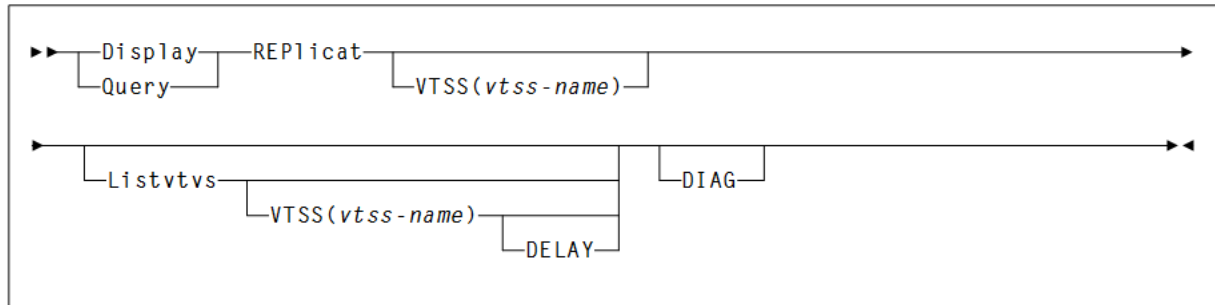 Display REPlicat
Query VTSS(vtss-name)
Listvtvs DIAG
VTSS(vtss-name)
DELAY